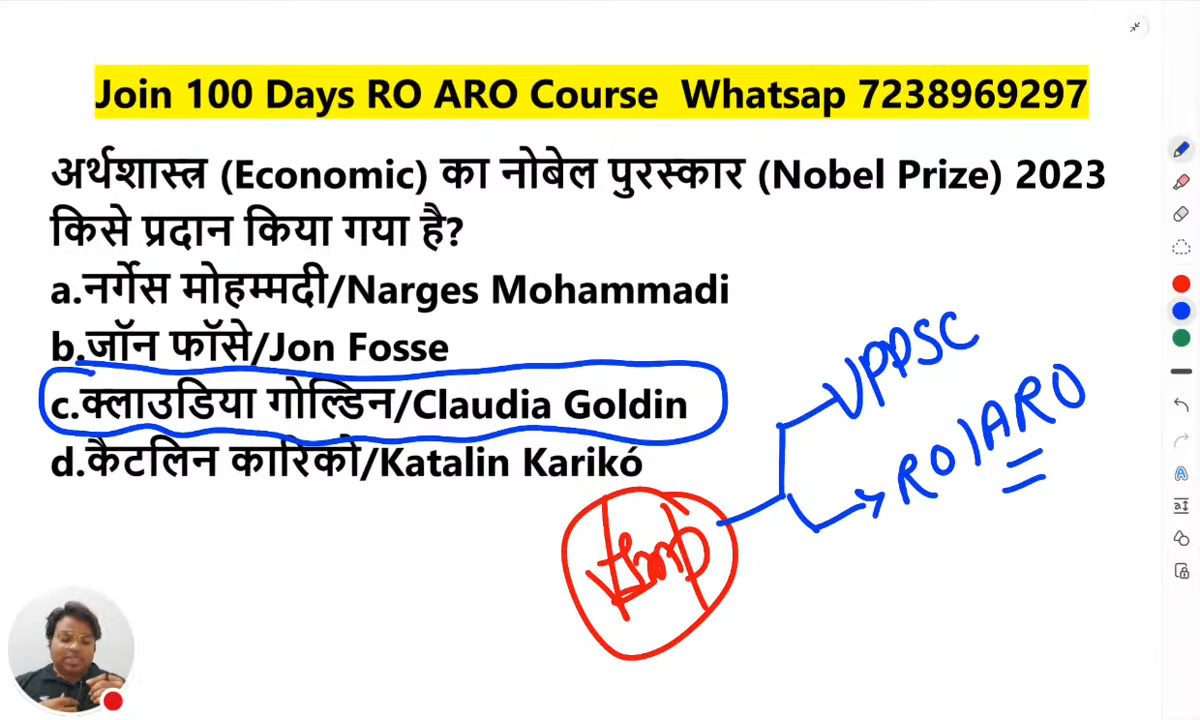 Join 100 Days RO ARO Course Whatsap 7238969297
अर्थशास्त्र (Economic) का नोबेल पुरस्कार (Nobel Prize) 2023
किसे प्रदान किया गया है?
a.नर्गेस मोहम्मदी/Narges Mohammadi
b.जॉन फॉसे/Jon Fosse
c.क्लाउडिया गोल्डिन/Claudia Goldin
d.कैटलिन कारिको/Katalin Karikó
UPPSC
RO/ARO